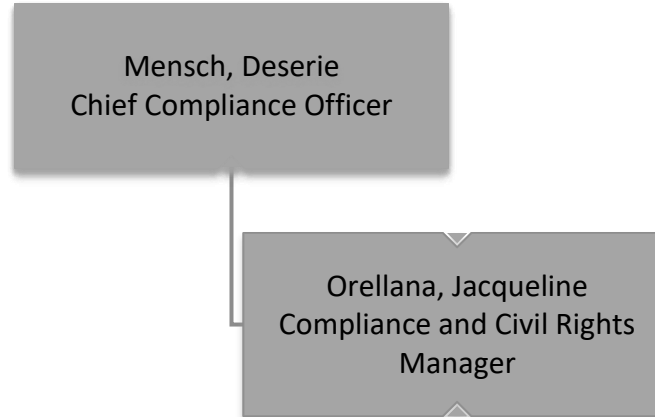 Mensch, Deserie
Chief Compliance Officer
Orellana, Jacqueline
Compliance and Civil Rights
Manager